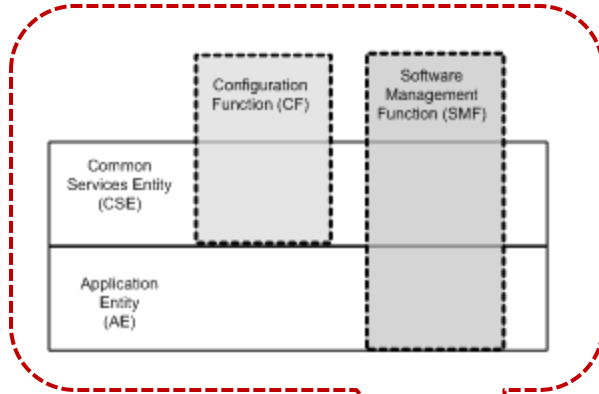 Configuration
Function (CF)
Software
Management
Function (SMF)
Common
Services Entity
(CSE)
Application
Entity
(AE)